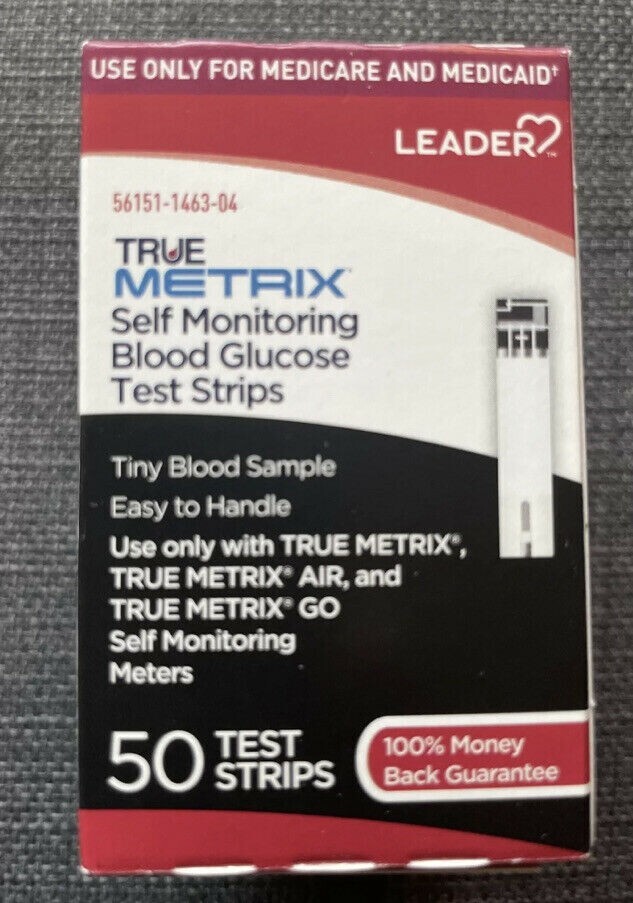 USE ONLY FOR MEDICARE AND MEDICAID†
LEADER™
56151-1463-04
TRUE
METRIX®
Self Monitoring
Blood Glucose
Test Strips
Tiny Blood Sample
Easy to Handle
Use only with TRUE METRIX®,
TRUE METRIX® AIR, and
TRUE METRIX® GO
Self Monitoring
Meters
50 TEST
STRIPS
100% Money
Back Guarantee